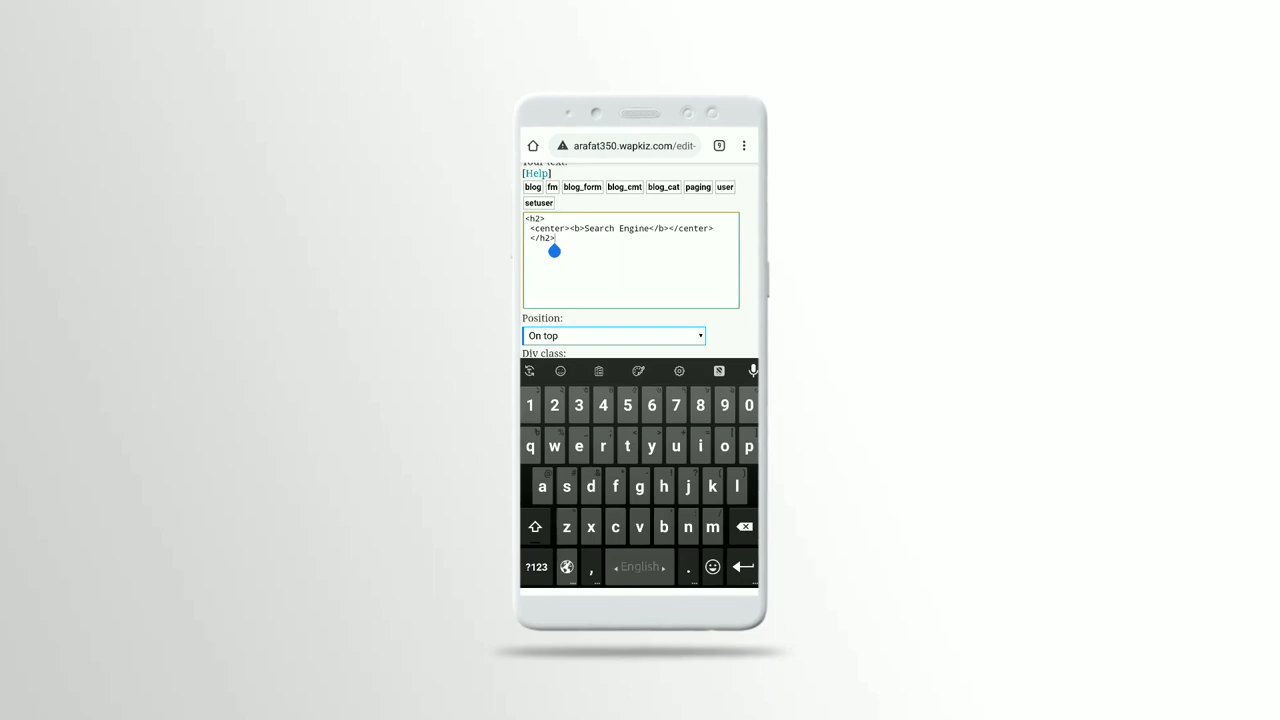 arafat350.wapkiz.com/edit-
9
[Help]
blog fm blog_form blog_cmt blog_cat paging user
setuser
<h2>
<center><b>Search Engine</b></center>
</h2>
Position:
On top
Div class:
1 2 3 4 5 6 7 8 9 0
q w e r t y u i o p
a s d f g h j k l
z x c v b n m
?123 , English .